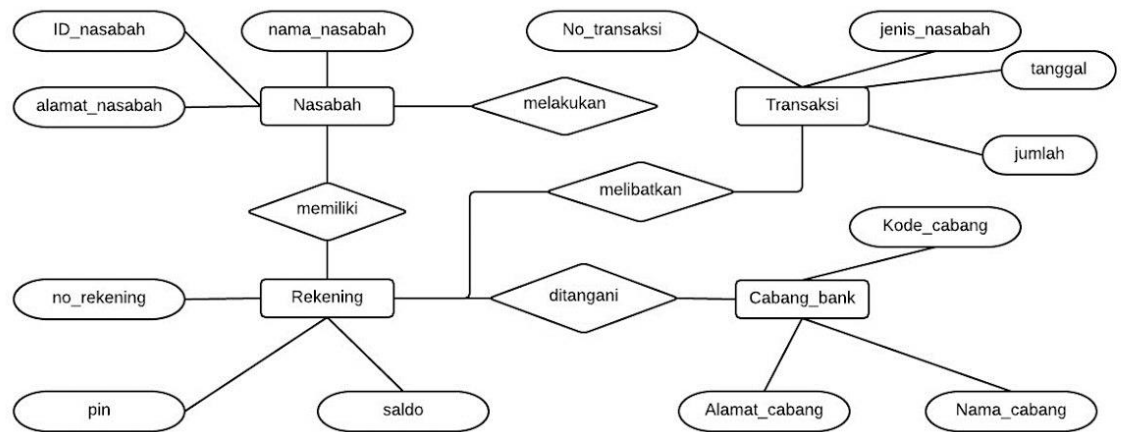 ID_nasabah
nama_nasabah
No_transaksi
jenis_nasabah
tanggal
alamat_nasabah
Nasabah
melakukan
Transaksi
jumlah
melibatkan
memiliki
Kode_cabang
no_rekening
Rekening
ditangani
Cabang_bank
pin
saldo
Alamat_cabang
Nama_cabang